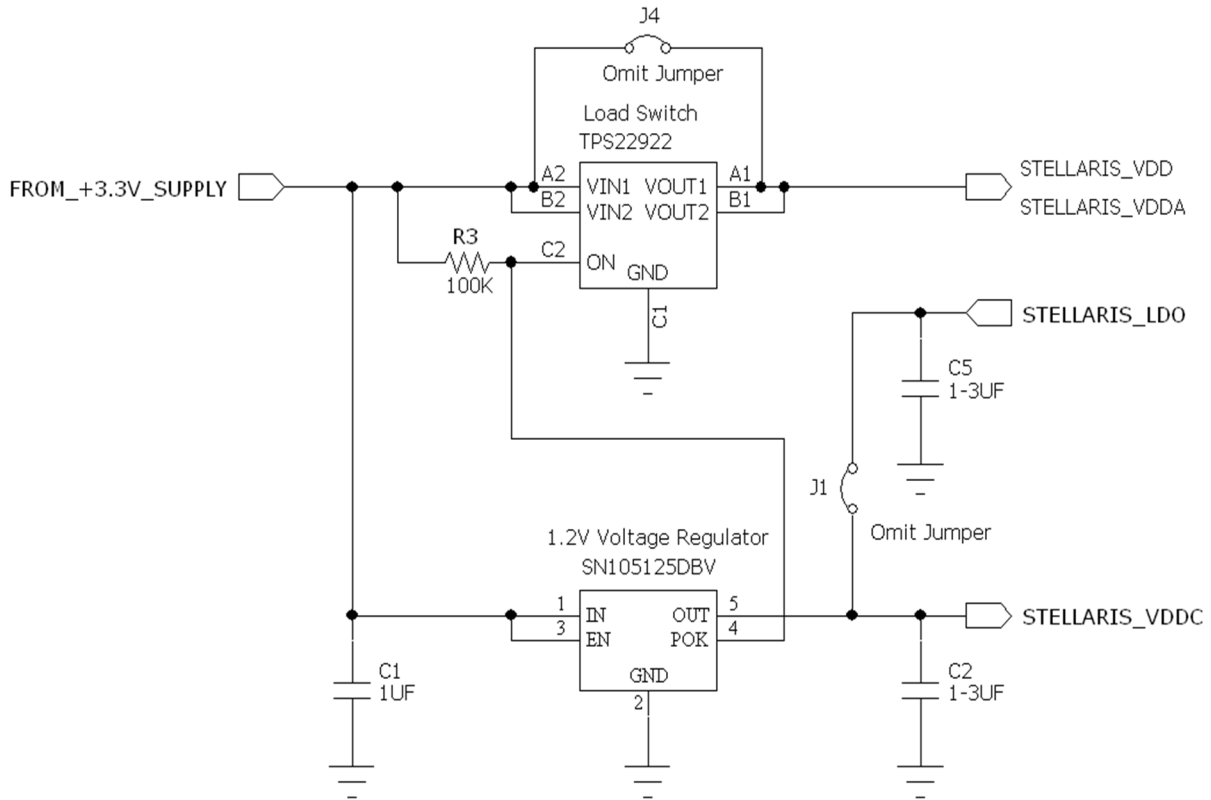 J4
Omit Jumper
Load Switch
TPS22922
FROM_+3.3V_SUPPLY
A2
VIN1
VOUT1
A1
STELLARIS_VDD
B2
VIN2
VOUT2
B1
STELLARIS_VDDA
R3
100K
C2
ON
GND
C1
STELLARIS_LDO
C5
1-3UF
J1
Omit Jumper
1.2V Voltage Regulator
SN105125DBV
1
IN
OUT
5
STELLARIS_VDDC
3
EN
POK
4
GND
2
C1
1UF
C2
1-3UF